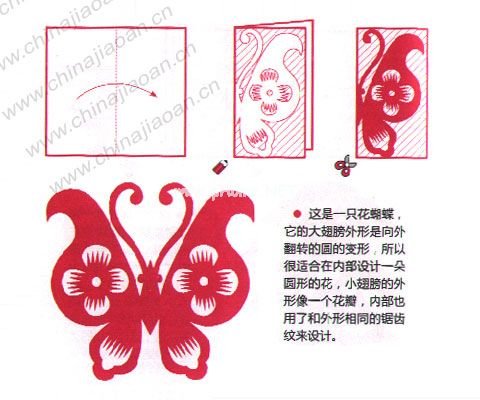 www.chinajiaoan.cn
www.chinajiaoan.cn
www.chinajiaoan.cn
● 这是一只花蝴蝶，
它的大翅膀外形是向外
翻转的圆的变形，所以
很适合在内部设计一朵
圆形的花，小翅膀的外
形像一个花瓣，内部也
用了和外形相同的锯齿
纹来设计。